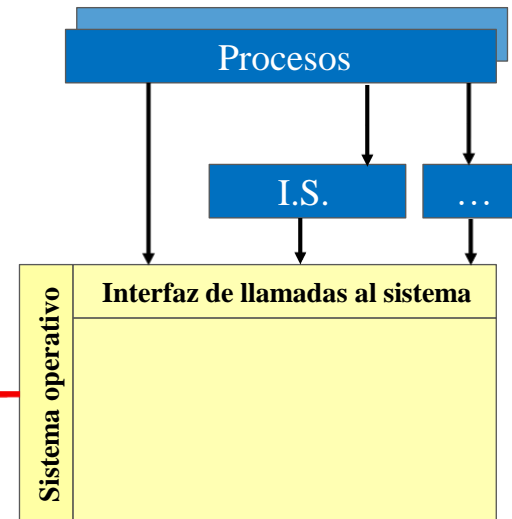 Procesos
I.S.
...
Interfaz de llamadas al sistema
Sistema operativo